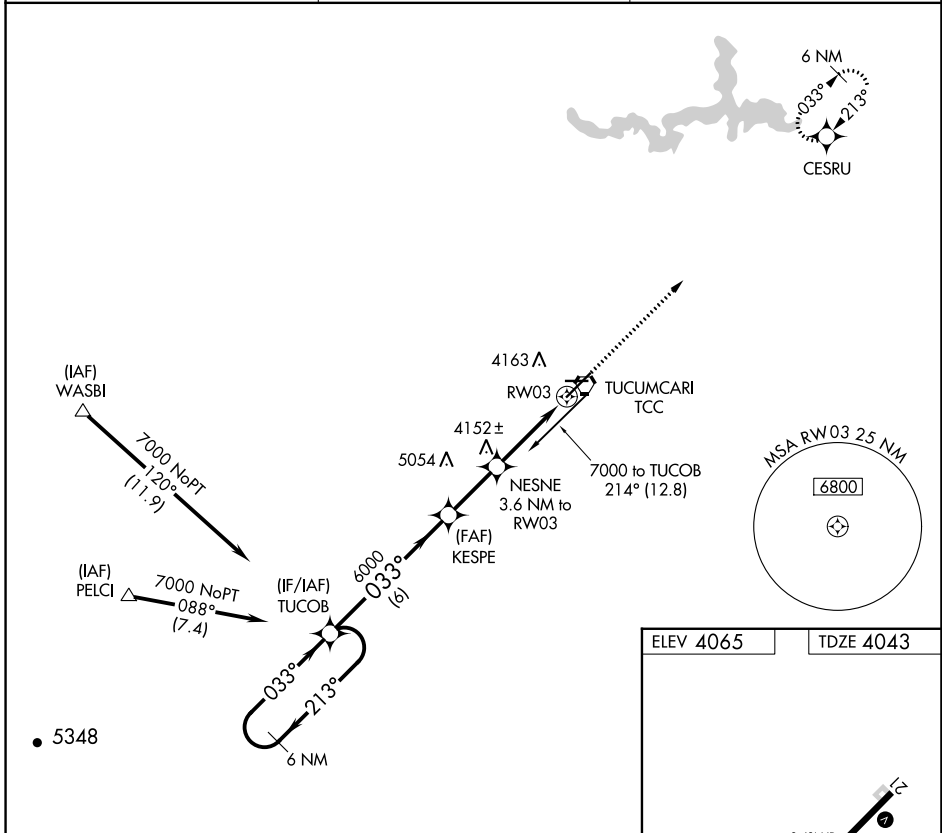 6 NM
033°
213°
CESRU
4163
RW03
TUCUMCARI
TCC
(IAF)
WASBI
7000 NoPT
120°
(11.9)
4152±
5054
NESNE
3.6 NM to
RW03
7000 to TUCOB
214° (12.8)
MSA RW03 25 NM
6800
(FAF)
KESPE
(IAF)
PELCI
7000 NoPT
088°
(7.4)
(IF/IAF)
TUCOB
6000
033°
(6)
033°
213°
6 NM
5348
ELEV 4065
TDZE 4043
21
V